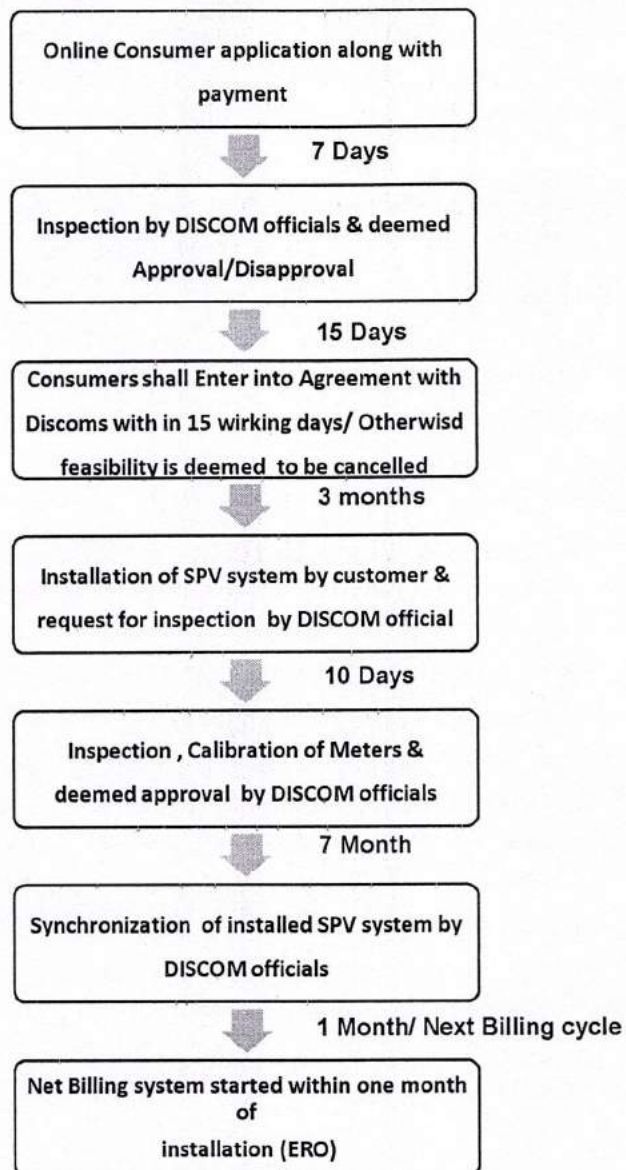 Online Consumer application along with
payment
7 Days
Inspection by DISCOM officials & deemed
Approval/Disapproval
15 Days
Consumers shall Enter into Agreement with
Discoms with in 15 wirking days/ Otherwisd
feasibility is deemed to be cancelled
3 months
Installation of SPV system by customer &
request for inspection by DISCOM official
10 Days
Inspection , Calibration of Meters &
deemed approval by DISCOM officials
7 Month
Synchronization of installed SPV system by
DISCOM officials
1 Month/ Next Billing cycle
Net Billing system started within one month
of
installation (ERO)